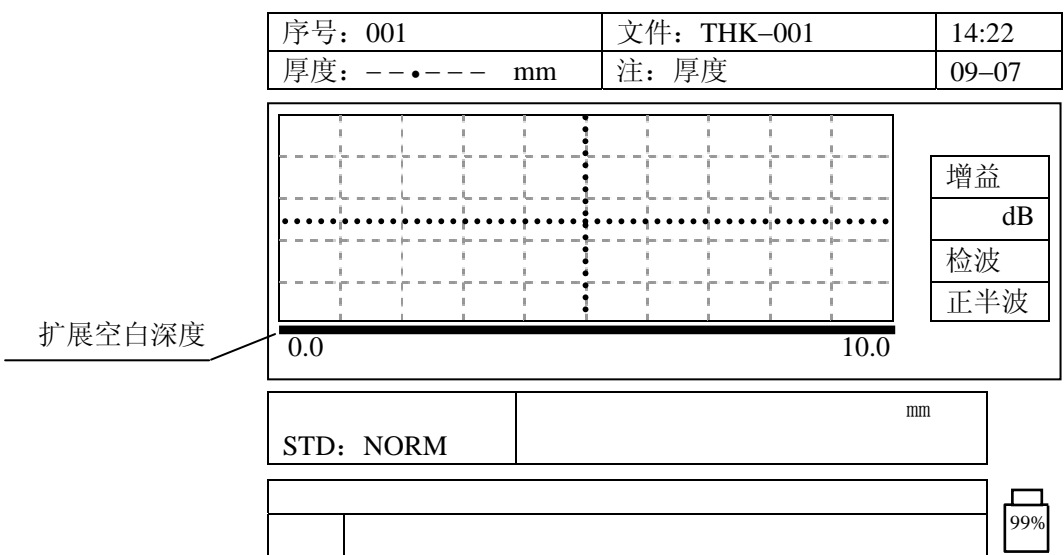 序号：001 文件：THK–001 14:22
厚度：– – • – – – mm 注：厚度 09–07
增益
dB
检波
正半波
扩展空白深度
0.0 10.0
mm
STD：NORM
99%